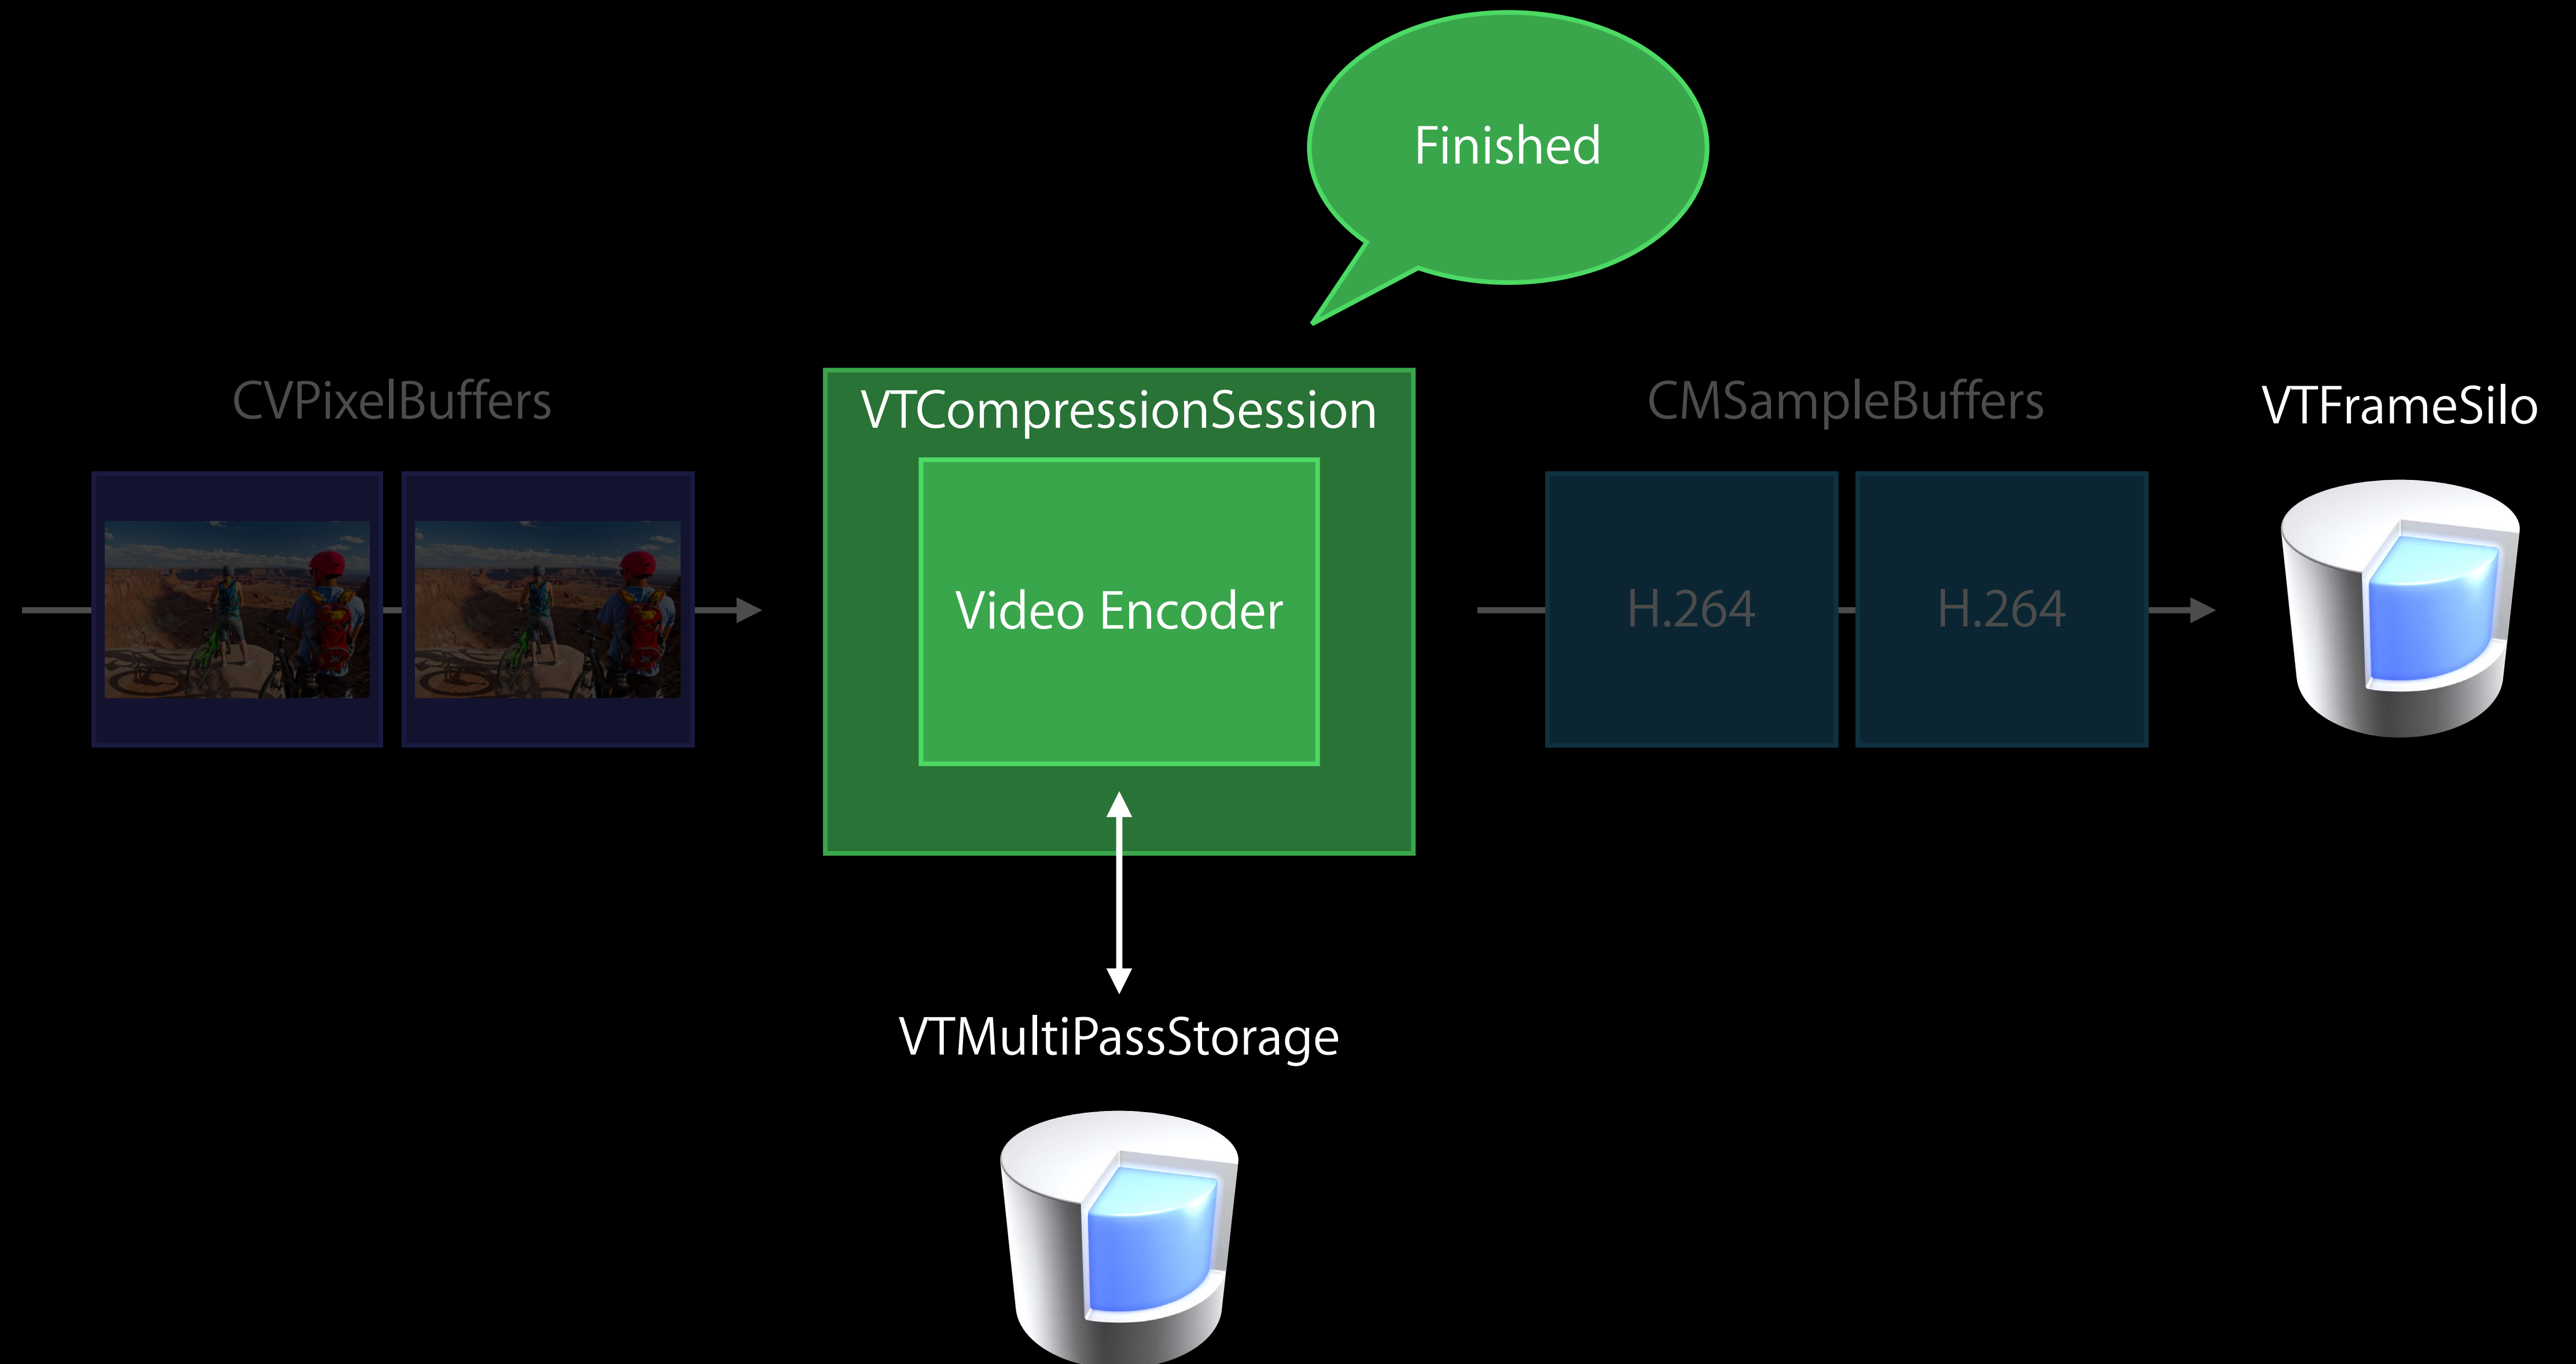 Finished
CVPixelBuffers
VTCompressionSession
CMSampleBuffers
VTFrameSilo
Video Encoder
H.264
H.264
VTMultiPassStorage